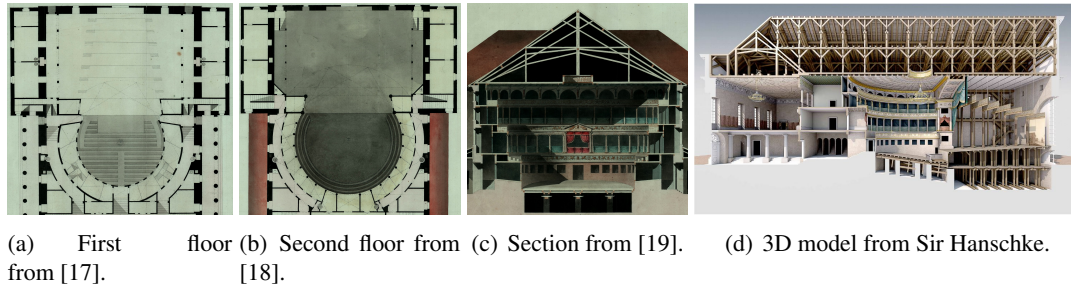 (a) First floor from [17].
(b) Second floor from [18].
(c) Section from [19].
(d) 3D model from Sir Hanschke.